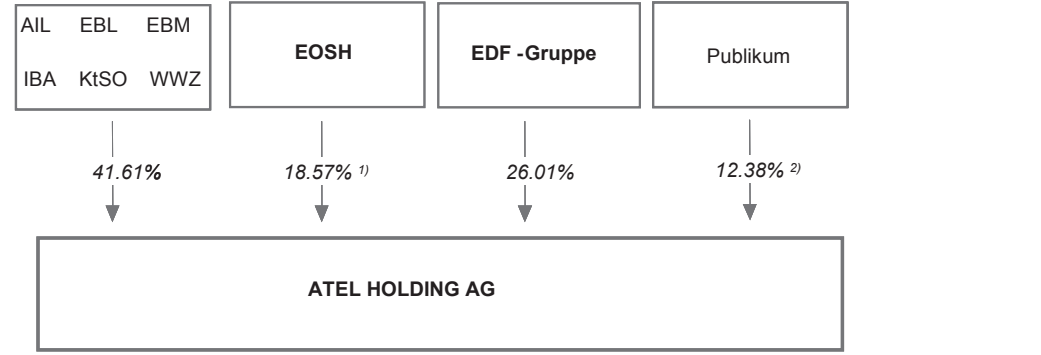 AIL EBL EBM
IBA KtSO WWZ
EOSH
EDF -Gruppe
Publikum
41.61%
18.57% 1)
26.01%
12.38% 2)
ATEL HOLDING AG